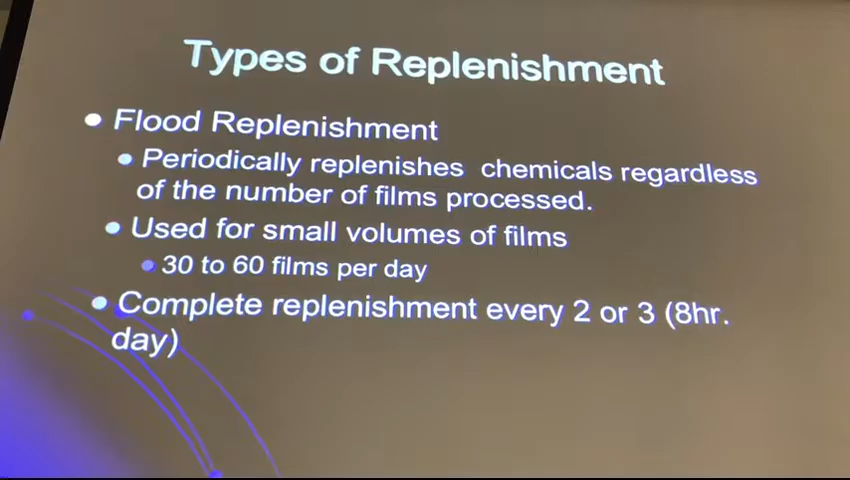 Types of Replenishment
Flood Replenishment
Periodically replenishes chemicals regardless
of the number of films processed.
Used for small volumes of films
30 to 60 films per day
Complete replenishment every 2 or 3 (8hr.
day)